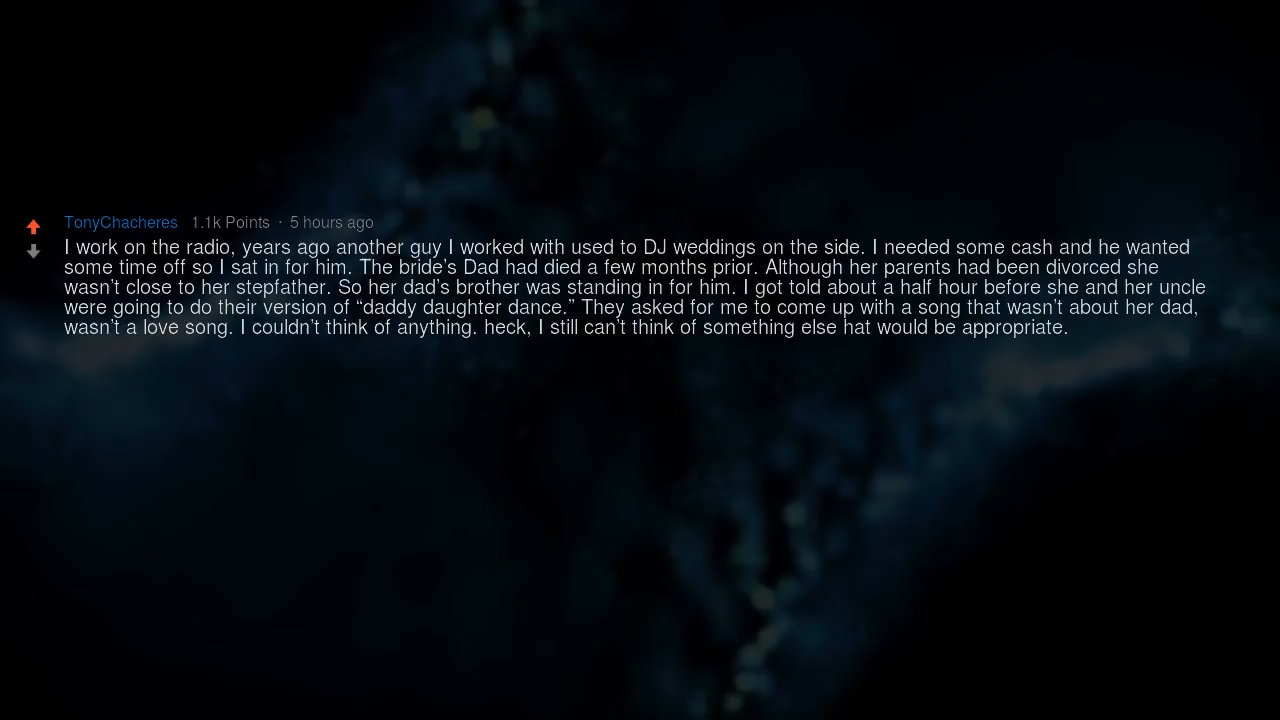 TonyChacheres 1.1k Points · 5 hours ago
I work on the radio, years ago another guy I worked with used to DJ weddings on the side. I needed some cash and he wanted
some time off so I sat in for him. The bride's Dad had died a few months prior. Although her parents had been divorced she
wasn't close to her stepfather. So her dad's brother was standing in for him. I got told about a half hour before she and her uncle
were going to do their version of “daddy daughter dance.” They asked for me to come up with a song that wasn't about her dad,
wasn't a love song. I couldn't think of anything. heck, I still can't think of something else hat would be appropriate.